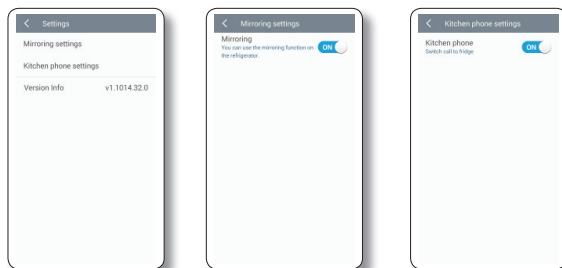 Settings
Mirroring settings
Kitchen phone settings
Version Info v1.1014.32.0
Mirroring settings
Mirroring
You can use the mirroring function on
the refrigerator.
ON
Kitchen phone settings
Kitchen phone
Switch call to fridge
ON